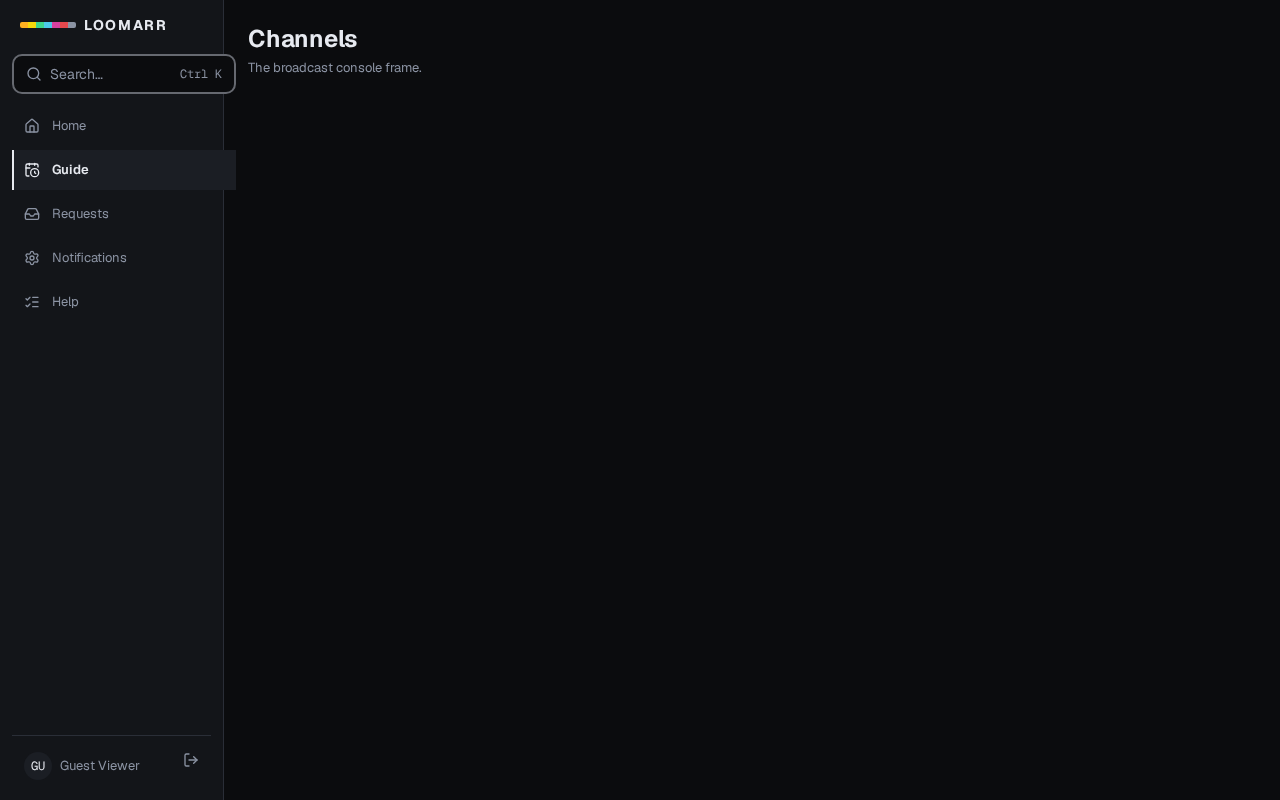 LOOMARR
Search... Ctrl K
Home
Guide
Requests
Notifications
Help
GU Guest Viewer
Channels
The broadcast console frame.